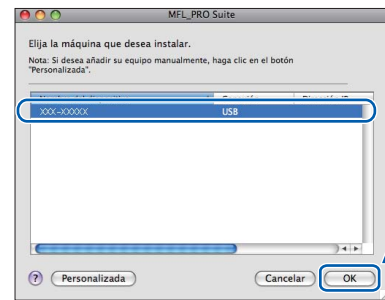 MFL_PRO Suite
Elija la máquina que desea instalar.
Nota: Si desea añadir su equipo manualmente, haga clic en el botón
"Personalizada".
XXX-XXXXX USB
? Personalizada Cancelar OK